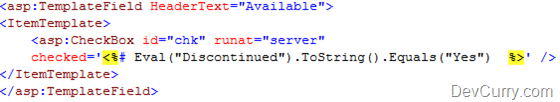 <asp:TemplateField HeaderText="Available">
<ItemTemplate>
<asp:CheckBox id="chk" runat="server"
checked='<%# Eval("Discontinued").ToString().Equals("Yes")  %>' />
</ItemTemplate>
</asp:TemplateField>
DevCurry.com